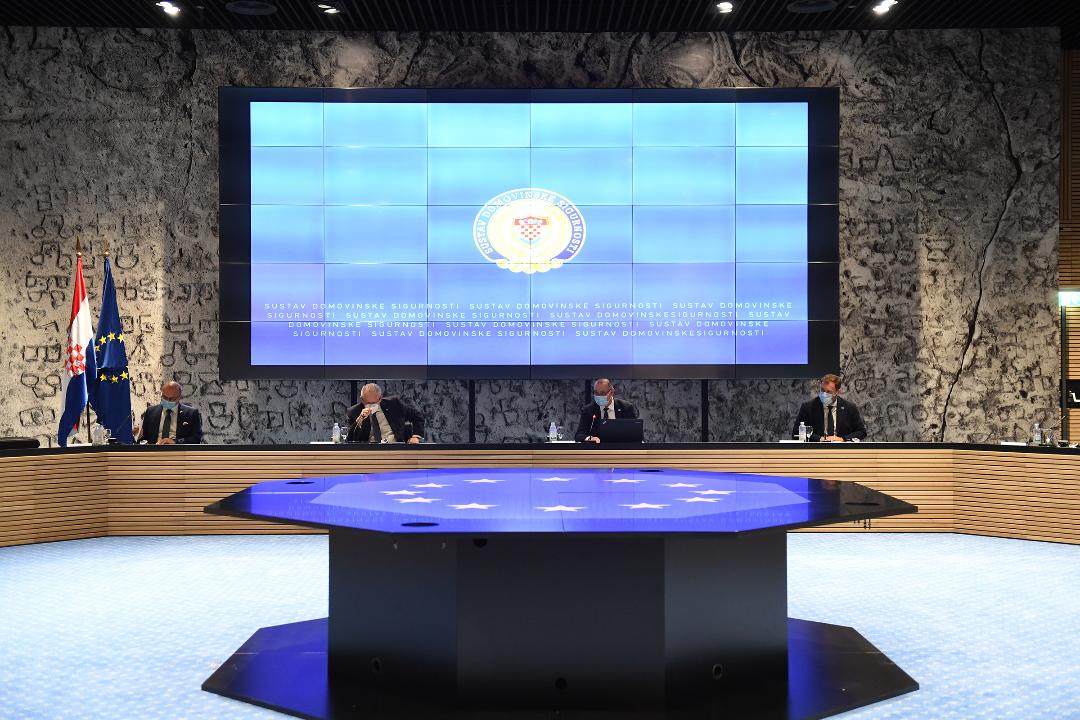 SUSTAV DOMOVINSKE SIGURNOSTI
SUSTAV DOMOVINSKE SIGURNOSTI SUSTAV DOMOVINSKE SIGURNOSTI SUSTAV DOMOVINSKE
SIGURNOSTI SUSTAV DOMOVINSKE SIGURNOSTI SUSTAV DOMOVINSKESIGURNOSTI SUSTAV
DOMOVINSKE SIGURNOSTI SUSTAV DOMOVINSKE SIGURNOSTI SUSTAV DOMOVINSKE
SIGURNOSTI SUSTAV DOMOVINSKE SIGURNOSTI SUSTAV DOMOVINSKESIGURNOSTI